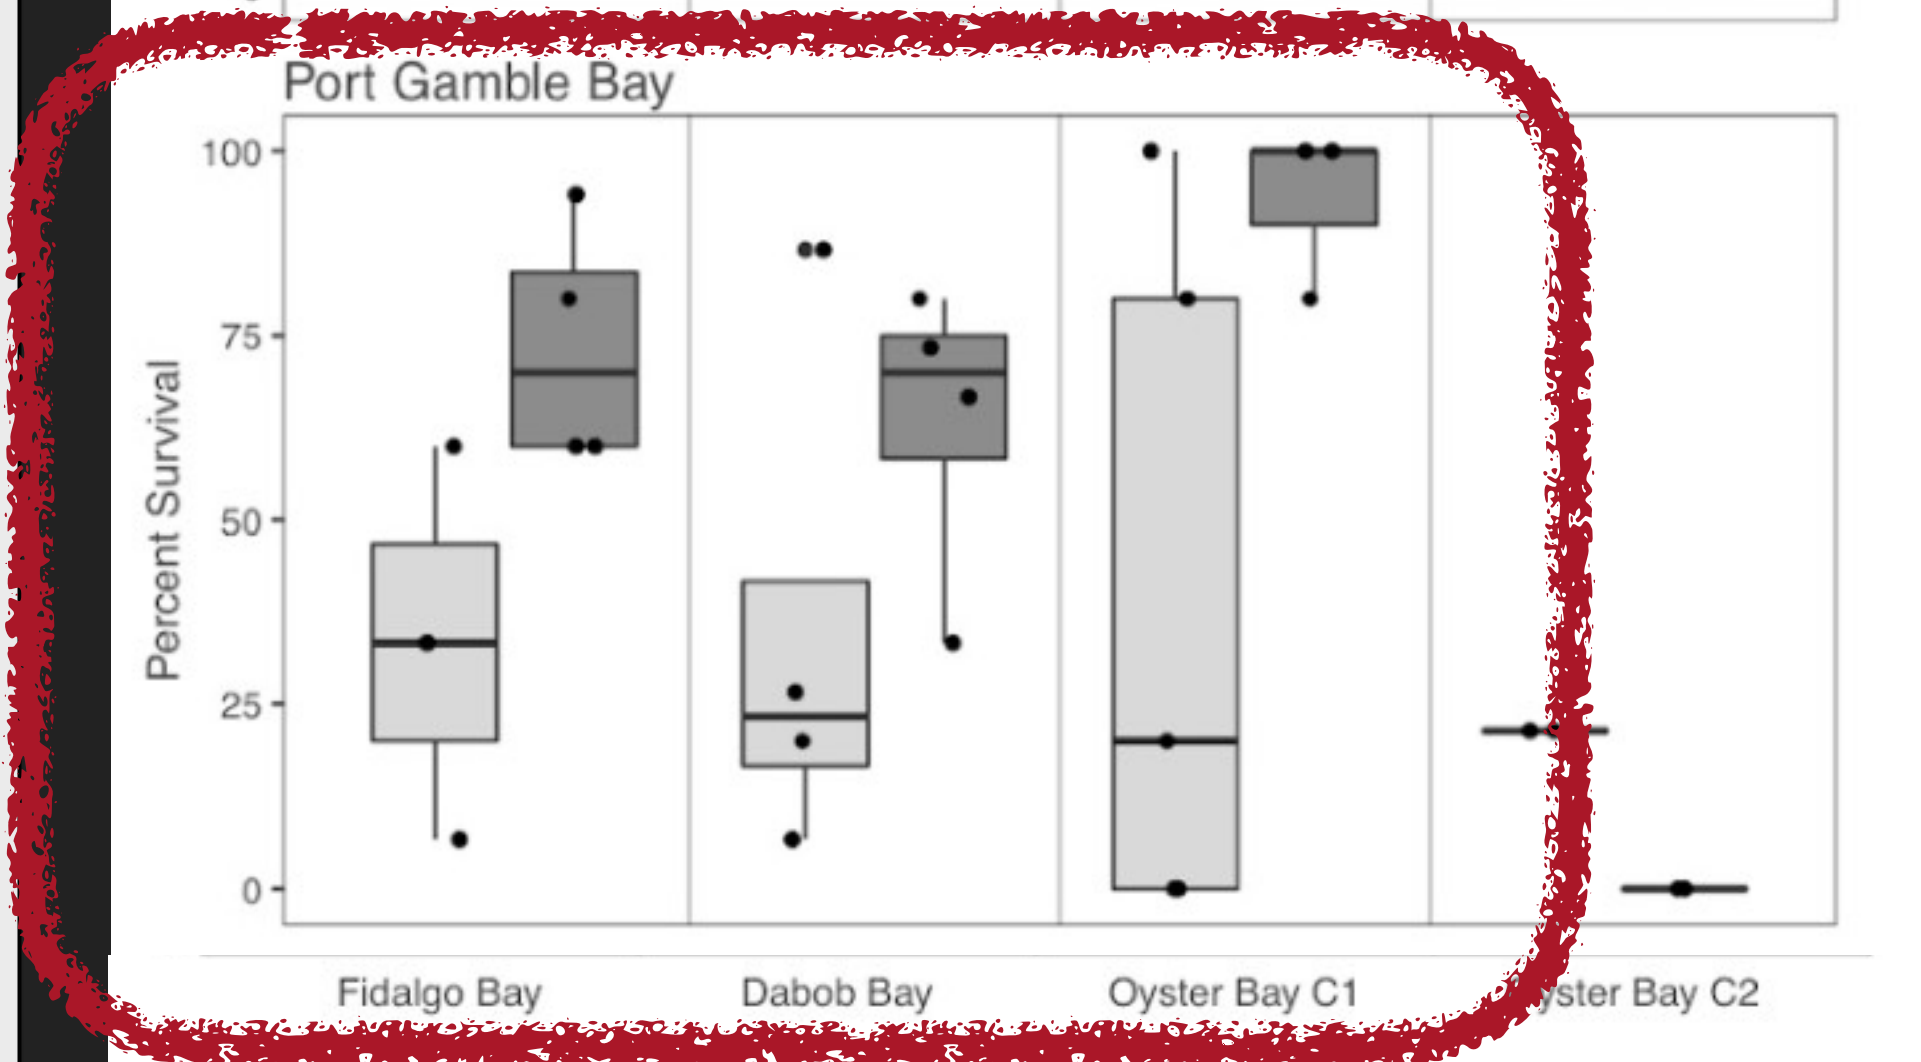 Port Gamble Bay
100
75
50
25
0
Percent Survival
Fidalgo Bay
Dabob Bay
Oyster Bay C1
yster Bay C2